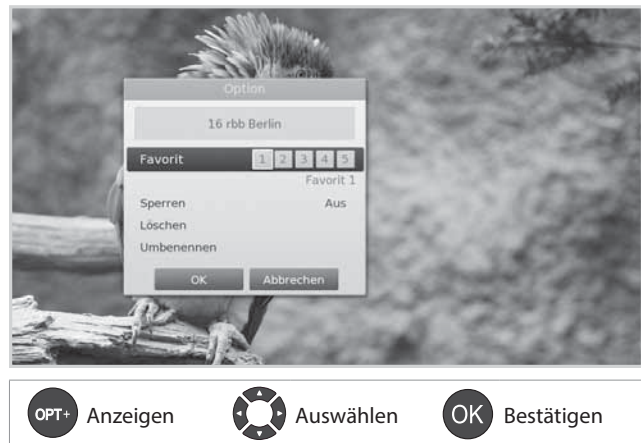 Option
16 rbb Berlin
Favorit 1 2 3 4 5
Favorit 1
Sperren Aus
Löschen
Umbenennen
OK Abbrechen
OPT+ Anzeigen Auswählen OK Bestätigen